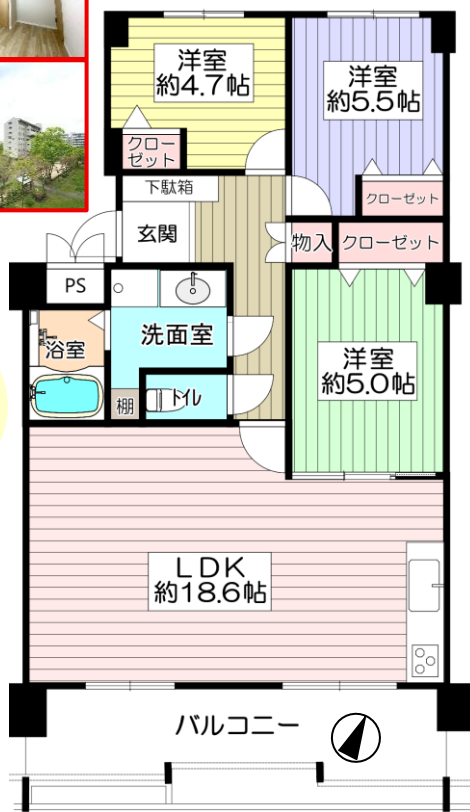 洋室
約4.7帖
洋室
約5.5帖
クロー
ゼット
下駄箱
クローゼット
玄関
物入
クローゼット
PS
洗面室
浴室
洋室
約5.0帖
棚
トイレ
LDK
約18.6帖
バルコニー